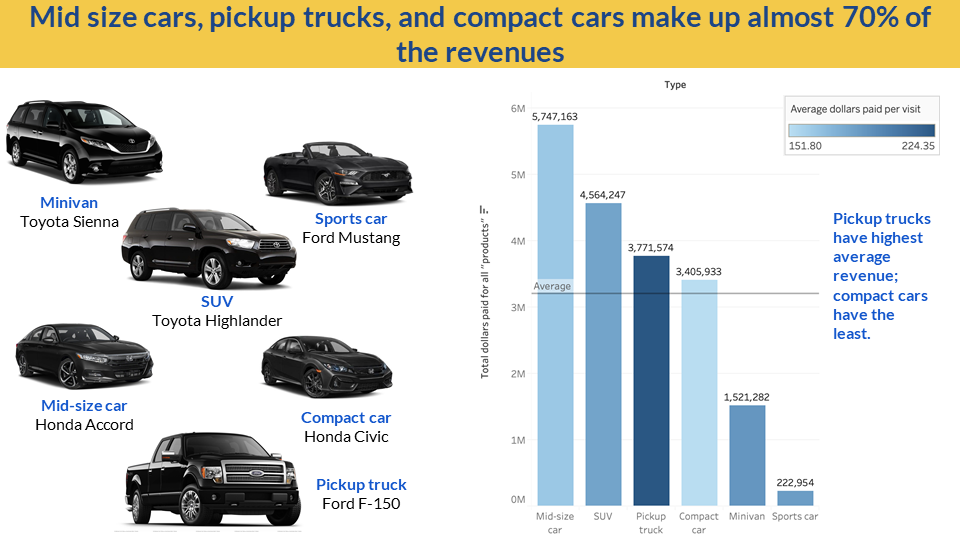 Mid size cars, pickup trucks, and compact cars make up almost 70% of
the revenues
Minivan
Toyota Sienna
Sports car
Ford Mustang
SUV
Toyota Highlander
Mid-size car
Honda Accord
Compact car
Honda Civic
Pickup truck
Ford F-150
Type
Total dollars paid for all "products"
6M
5M
4M
3M
2M
1M
0M
5,747,163
4,564,247
3,771,574
3,405,933
1,521,282
222,954
Average
Mid-size
car
SUV
Pickup
truck
Compact
car
Minivan
Sports car
Average dollars paid per visit
151.80 224.35
Pickup trucks
have highest
average
revenue;
compact cars
have the
least.